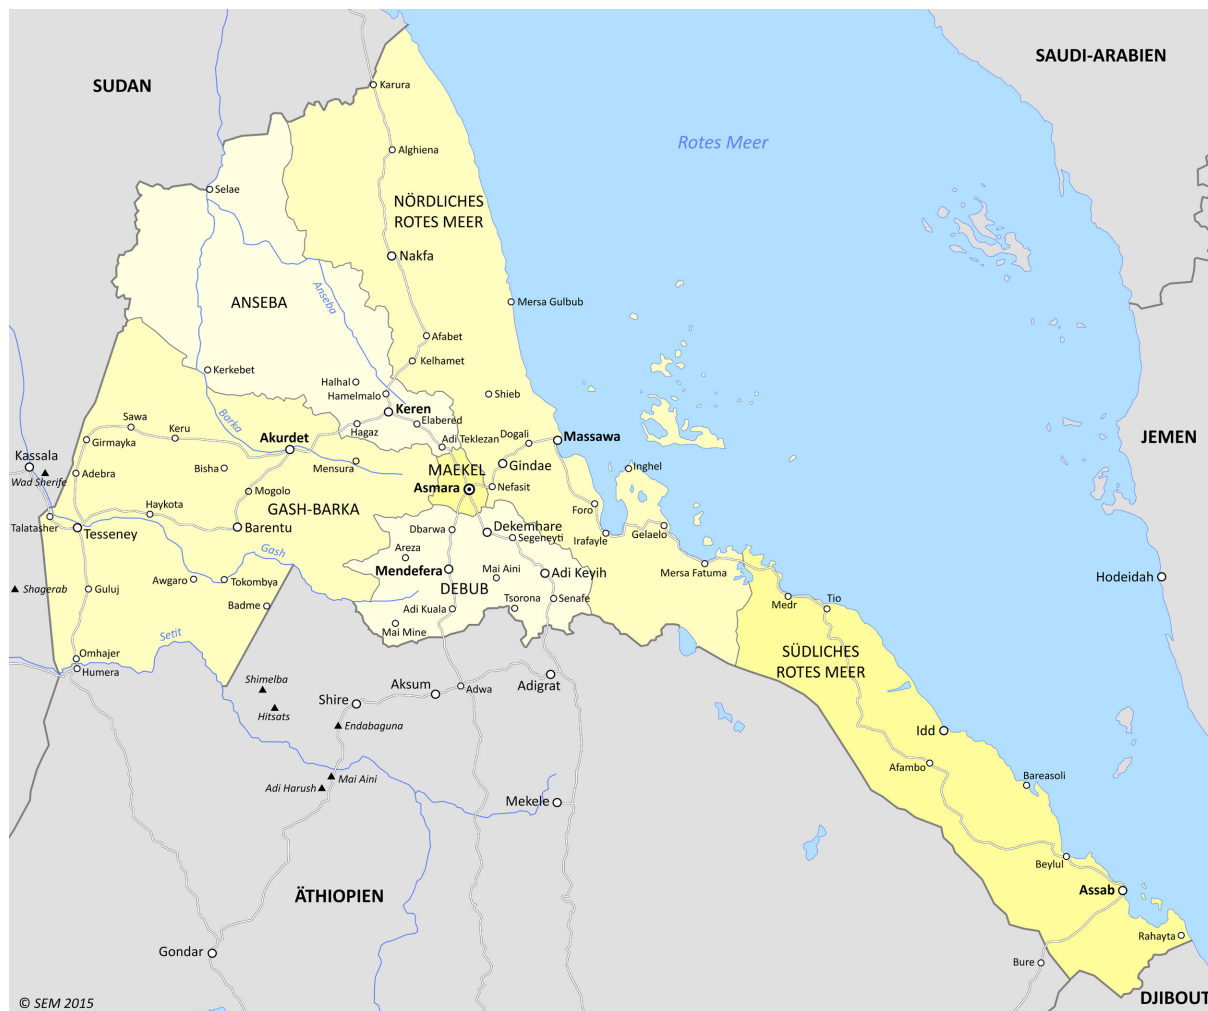 SAUDI-ARABIEN
SUDAN
Karura
Rotes Meer
Alghiena
Selae
NÖRDLICHES
ROTES MEER
Nakfa
Anseba
ANSEBA
Mersa Gulbub
Afabet
Kelhamet
Kerkebet
Halhal
Hamelmalo
Shieb
Keren
Barka
Sawa
Elabered
Keru
Hagaz
Akurdet
Girmayka
Adi Teklezan
Dogali
Massawa
JEMEN
Kassala
Bisha
Mensura
MAEKEL
Gindae
Inghel
Adebra
Wad Sherife
Asmara
Nefasit
Mogolo
Haykota
GASH-BARKA
Foro
Talatasher
Tesseney
Barentu
Dbarwa
Dekemhare
Segeneyti
Irafayle
Gelaelo
Gash
Areza
Mendefera
Mai Aini
Adi Keyih
Mersa Fatuma
Hodeidah
Awgaro
Tokombya
Shagerab
Guluj
DEBUB
Tsorona
Senafe
Medr
Tio
Badme
Adi Kuala
Setit
Mai Mine
Omhajer
SÜDLICHES
ROTES MEER
Humera
Shimelba
Aksum
Adwa
Adigrat
Shire
Hitsats
Endabaguna
Idd
Afambo
Mai Aini
Bareasoli
Adi Harush
Mekele
Beylul
ÄTHIOPIEN
Assab
Rahayta
Gondar
Bure
© SEM 2015
DJIBOUT